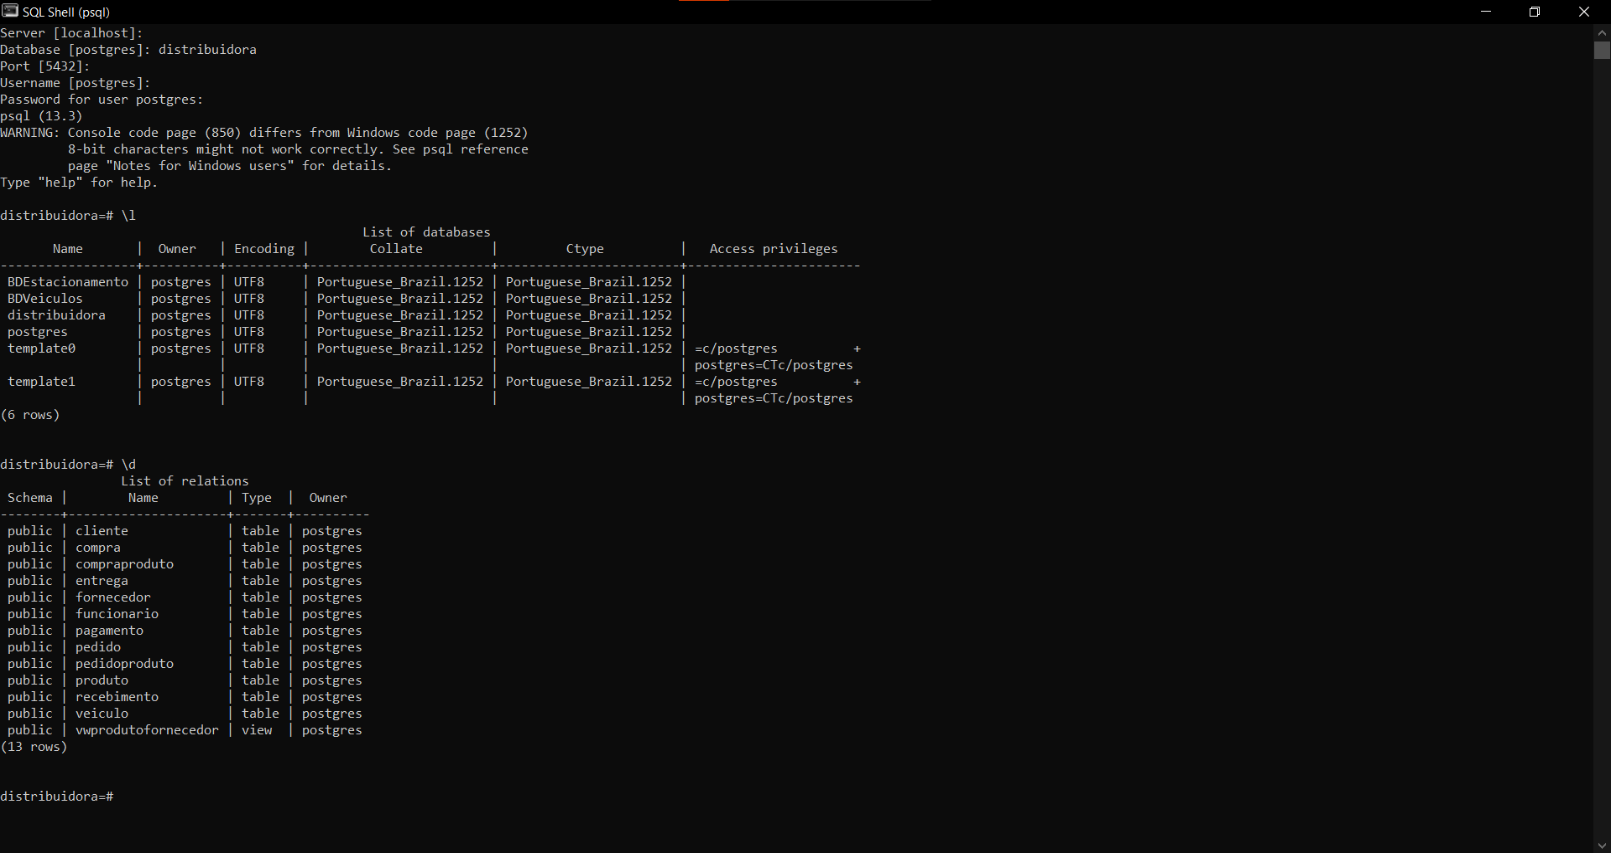 SQL Shell (psql)
Server [localhost]:
Database [postgres]: distribuidora
Port [5432]:
Username [postgres]:
Password for user postgres:
psql (13.3)
WARNING: Console code page (850) differs from Windows code page (1252)
         8-bit characters might not work correctly. See psql reference
         page "Notes for Windows users" for details.
Type "help" for help.

distribuidora=# \l
                                                List of databases
       Name       |  Owner   | Encoding |        Collate         |         Ctype          |   Access privileges
------------------+----------+----------+------------------------+------------------------+-----------------------
 BDEstacionamento | postgres | UTF8     | Portuguese_Brazil.1252 | Portuguese_Brazil.1252 |
 BDVeiculos       | postgres | UTF8     | Portuguese_Brazil.1252 | Portuguese_Brazil.1252 |
 distribuidora    | postgres | UTF8     | Portuguese_Brazil.1252 | Portuguese_Brazil.1252 |
 postgres         | postgres | UTF8     | Portuguese_Brazil.1252 | Portuguese_Brazil.1252 |
 template0        | postgres | UTF8     | Portuguese_Brazil.1252 | Portuguese_Brazil.1252 | =c/postgres          +
                  |          |          |                        |                        | postgres=CTc/postgres
 template1        | postgres | UTF8     | Portuguese_Brazil.1252 | Portuguese_Brazil.1252 | =c/postgres          +
                  |          |          |                        |                        | postgres=CTc/postgres
(6 rows)

distribuidora=# \d
                List of relations
 Schema |        Name         | Type  |  Owner
--------+---------------------+-------+----------
 public | cliente             | table | postgres
 public | compra              | table | postgres
 public | compraproduto       | table | postgres
 public | entrega             | table | postgres
 public | fornecedor          | table | postgres
 public | funcionario         | table | postgres
 public | pagamento           | table | postgres
 public | pedido              | table | postgres
 public | pedidoproduto       | table | postgres
 public | produto             | table | postgres
 public | recebimento         | table | postgres
 public | veiculo             | table | postgres
 public | vwprodutofornecedor | view  | postgres
(13 rows)

distribuidora=#